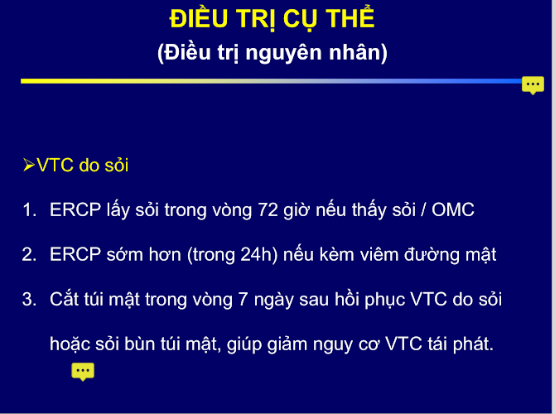 ĐIỀU TRỊ CỤ THỂ
(Điều trị nguyên nhân)
➢VTC do sỏi
1. ERCP lấy sỏi trong vòng 72 giờ nếu thấy sỏi / OMC
2. ERCP sớm hơn (trong 24h) nếu kèm viêm đường mật
3. Cắt túi mật trong vòng 7 ngày sau hồi phục VTC do sỏi
hoặc sỏi bùn túi mật, giúp giảm nguy cơ VTC tái phát.